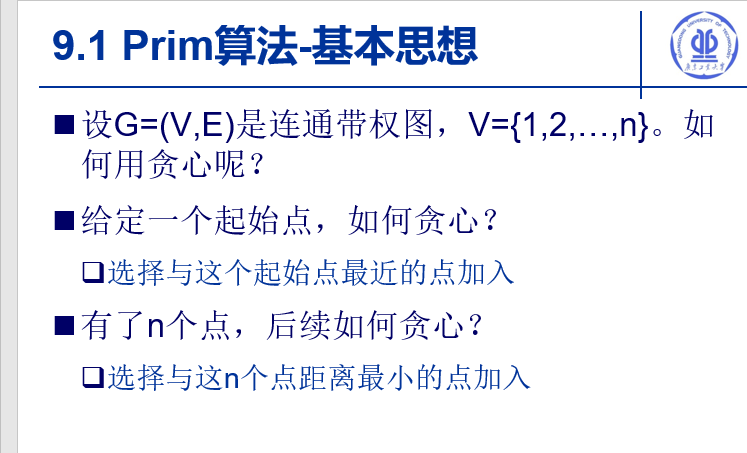 9.1 Prim算法-基本思想
设G=(V,E)是连通带权图，V={1,2,…,n}。如
何用贪心呢？
给定一个起始点，如何贪心？
选择与这个起始点最近的点加入
有了n个点，后续如何贪心？
选择与这n个点距离最小的点加入
GUANGDONG UNIVERSITY OF TECHNOLOGY
广东工业大学